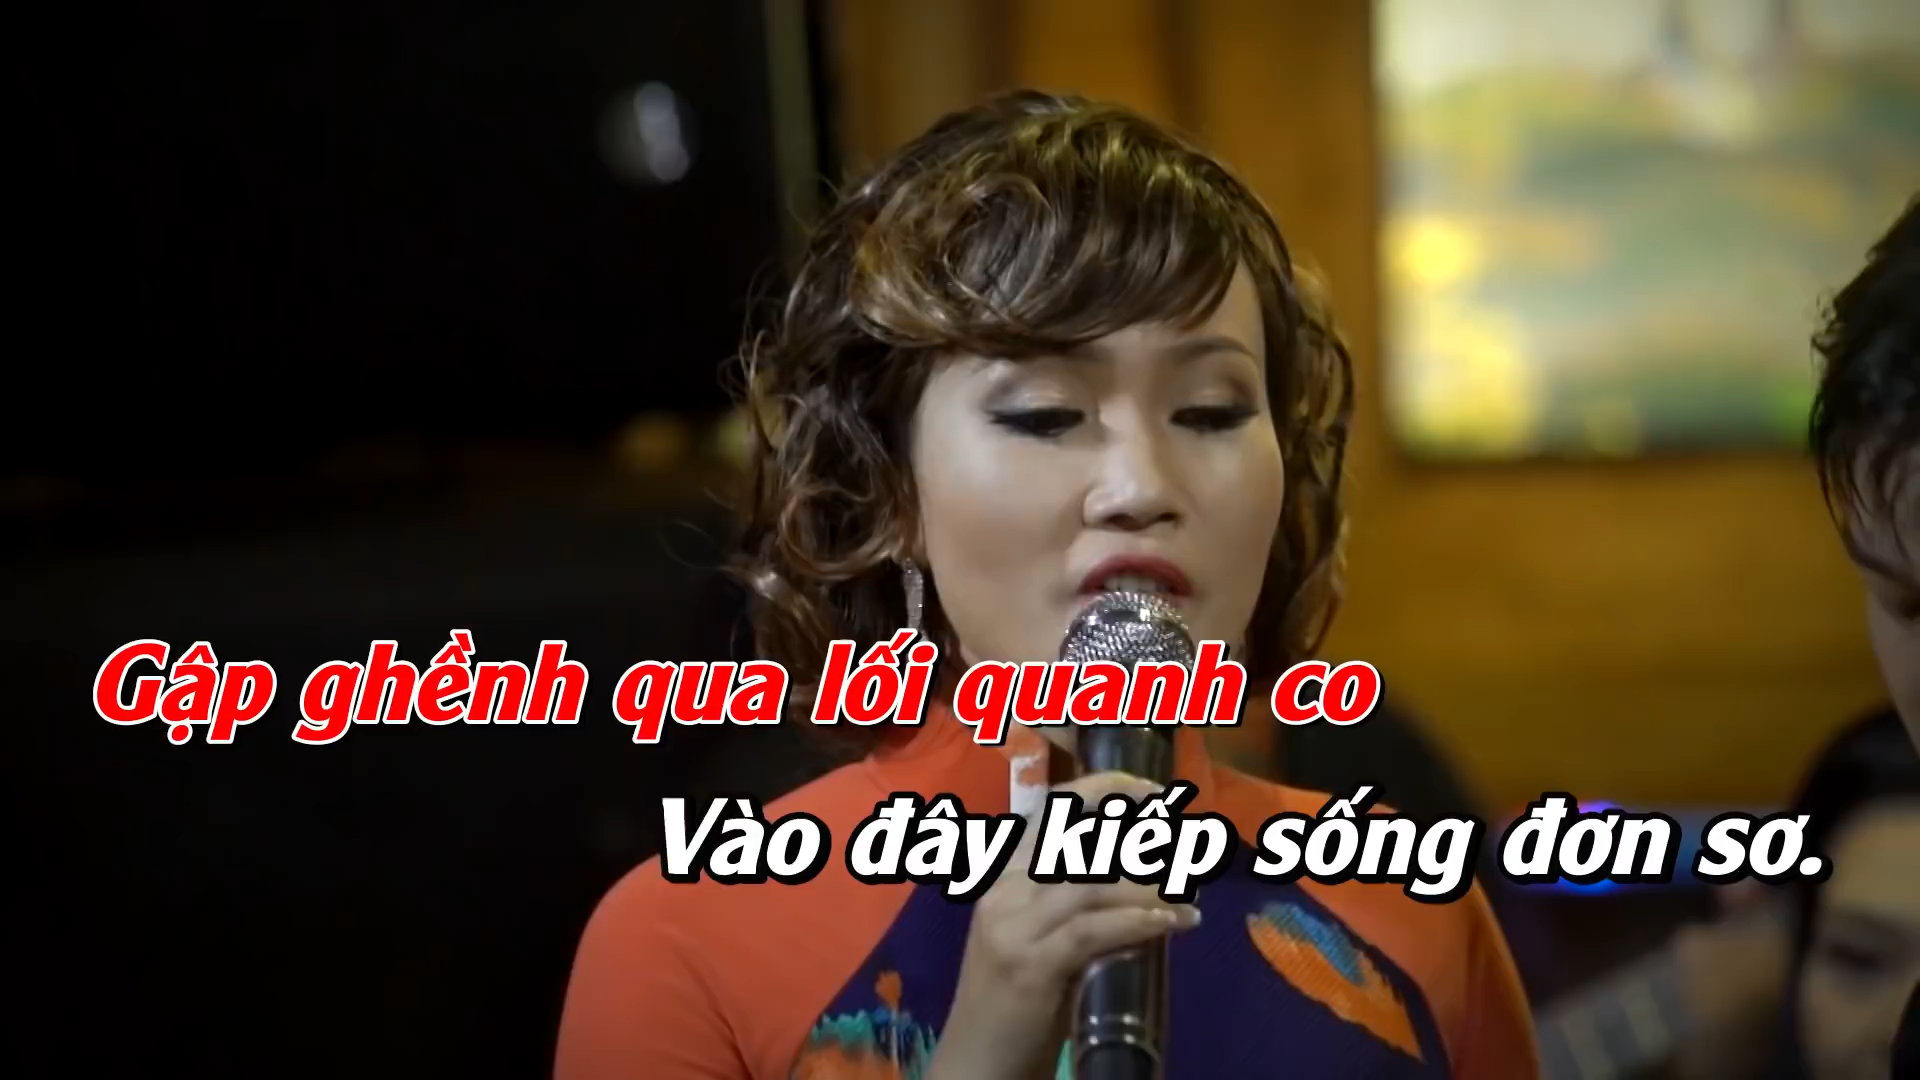 Gập ghềnh qua lối quanh co
Vào đây kiếp sống đơn sơ.